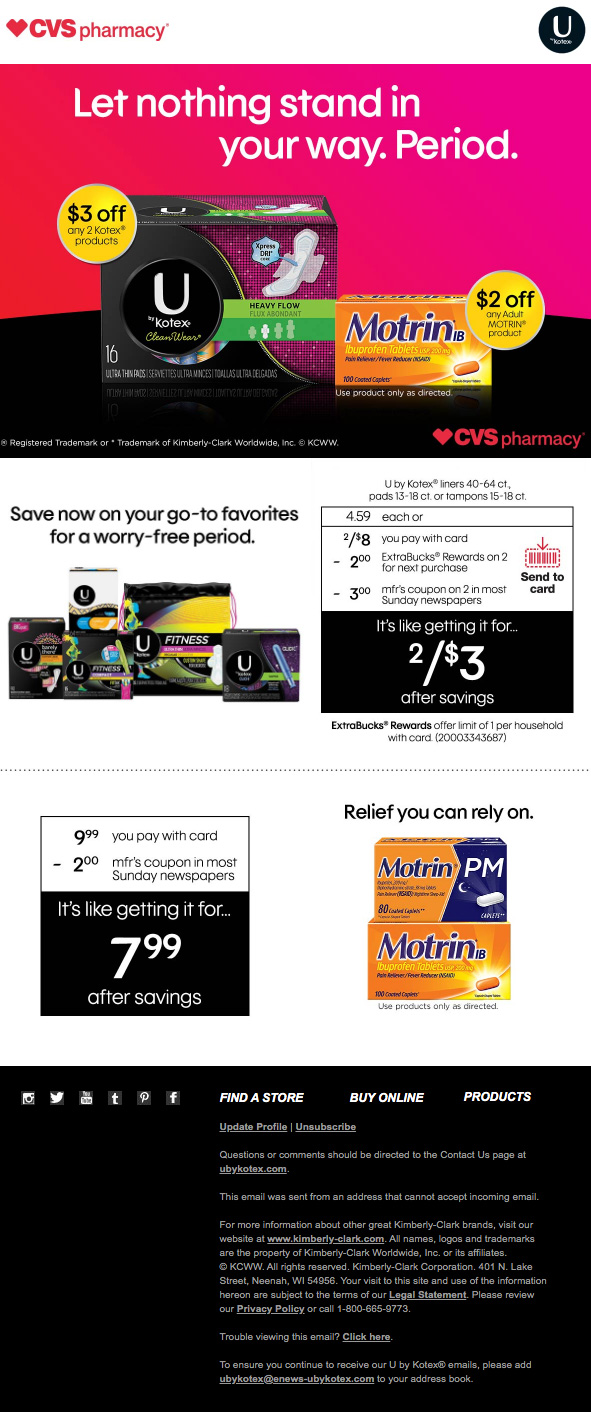 CVS pharmacy®
U
by Kotex®
Let nothing stand in
your way. Period.
$3 off
any 2 Kotex®
products
Xpress
DRI*
CORE
U
by Kotex®
CleanWear*
HEAVY FLOW
FLUX ABONDANT
16
ULTRA THIN PADS | SERVIETTES ULTRA MINCES | TOALLAS ULTRA DELGADAS
$2 off
any Adult
MOTRIN®
product
Motrin IB
Ibuprofen Tablets USP, 200 mg
Pain Reliever / Fever Reducer (NSAID)
100 Coated Caplets*
*Capsule-Shaped Tablets
Use product only as directed.
® Registered Trademark or * Trademark of Kimberly-Clark Worldwide, Inc. © KCWW.
CVS pharmacy®
Save now on your go-to favorites
for a worry-free period.
U
barely
there
U
FITNESS
U
FITNESS
U
CLICK
U by Kotex® liners 40-64 ct.,
pads 13-18 ct. or tampons 15-18 ct.
4.59 each or
2/$8 you pay with card
- 2.00 ExtraBucks® Rewards on 2
for next purchase
- 3.00 mfr's coupon on 2 in most
Sunday newspapers
Send to
card
It's like getting it for...
2/$3
after savings
ExtraBucks® Rewards offer limit of 1 per household
with card. (20003343687)
9.99 you pay with card
- 2.00 mfr's coupon in most
Sunday newspapers
It's like getting it for...
7.99
after savings
Relief you can rely on.
Motrin PM
80 Coated Caplets**
CAPLETS**
Motrin IB
Ibuprofen Tablets USP, 200 mg
Pain Reliever / Fever Reducer (NSAID)
100 Coated Caplets*
Use products only as directed.
FIND A STORE BUY ONLINE PRODUCTS
Update Profile | Unsubscribe
Questions or comments should be directed to the Contact Us page at
ubykotex.com.
This email was sent from an address that cannot accept incoming email.
For more information about other great Kimberly-Clark brands, visit our
website at www.kimberly-clark.com. All names, logos and trademarks
are the property of Kimberly-Clark Worldwide, Inc. or its affiliates.
© KCWW. All rights reserved. Kimberly-Clark Corporation. 401 N. Lake
Street, Neenah, WI 54956. Your visit to this site and use of the information
hereon are subject to the terms of our Legal Statement. Please review
our Privacy Policy or call 1-800-665-9773.
Trouble viewing this email? Click here.
To ensure you continue to receive our U by Kotex® emails, please add
ubykotex@enews-ubykotex.com to your address book.